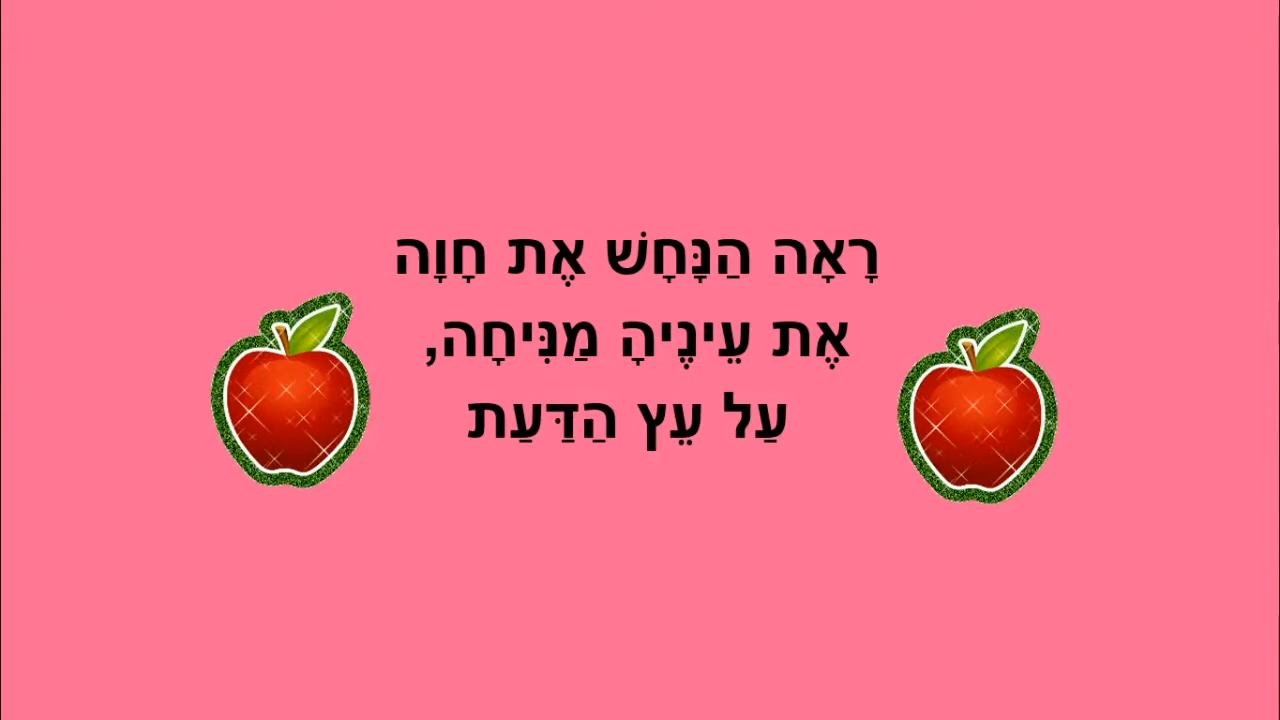 רָאָה הַנָּחָשׁ אֶת חָוָה
אֶת עֵינֶיהָ מַנִּיחָה,
עַל עֵץ הַדַּעַת